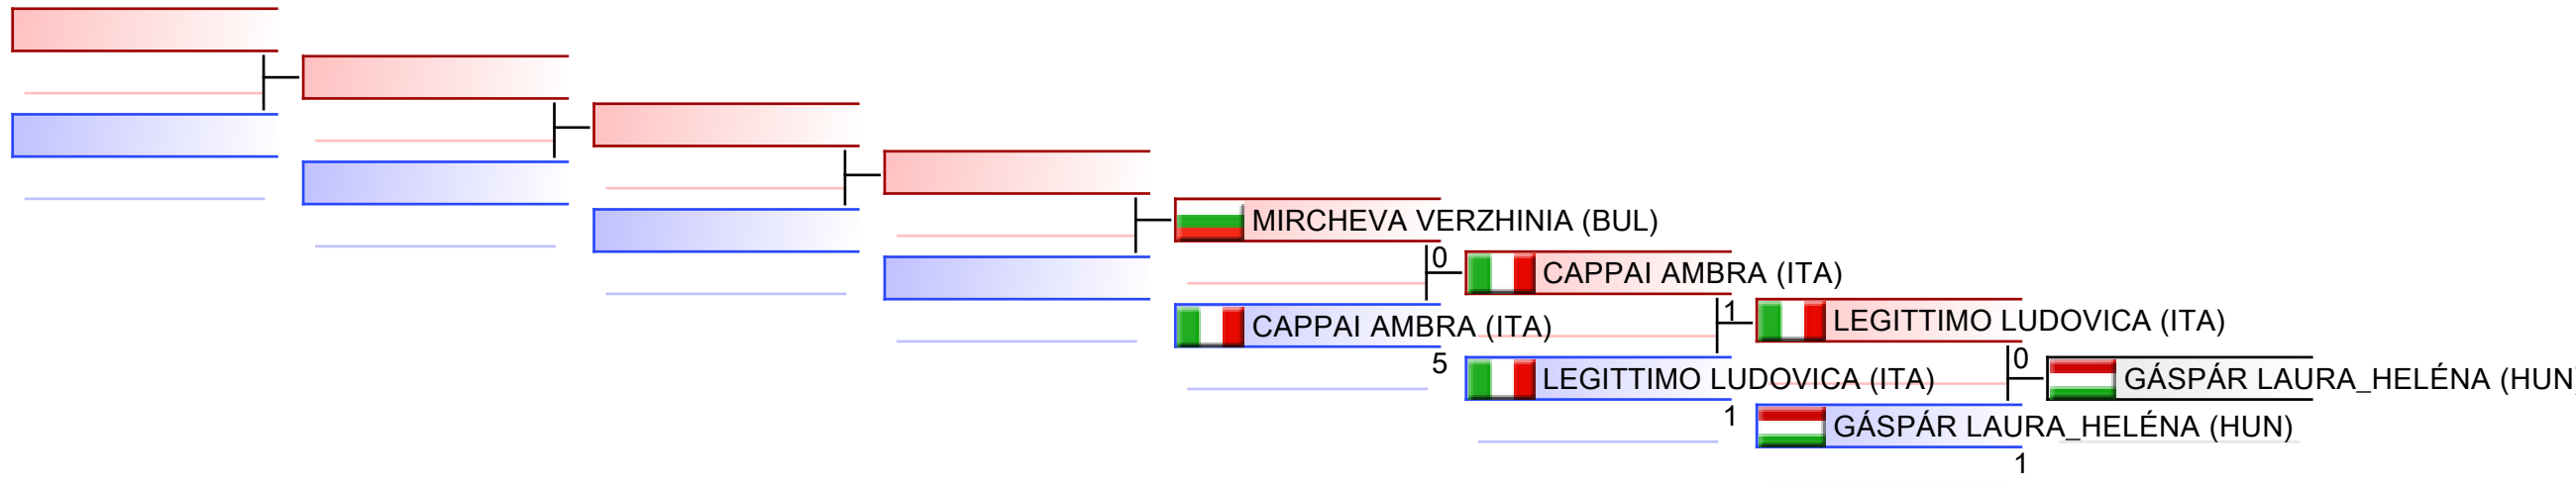 MIRCHEVA VERZHINIA (BUL)
0
CAPPAI AMBRA (ITA)
CAPPAI AMBRA (ITA)
5
1
LEGITTIMO LUDOVICA (ITA)
LEGITTIMO LUDOVICA (ITA)
1
0
GÁSPÁR LAURA_HELÉNA (HUN)
GÁSPÁR LAURA_HELÉNA (HUN)
1